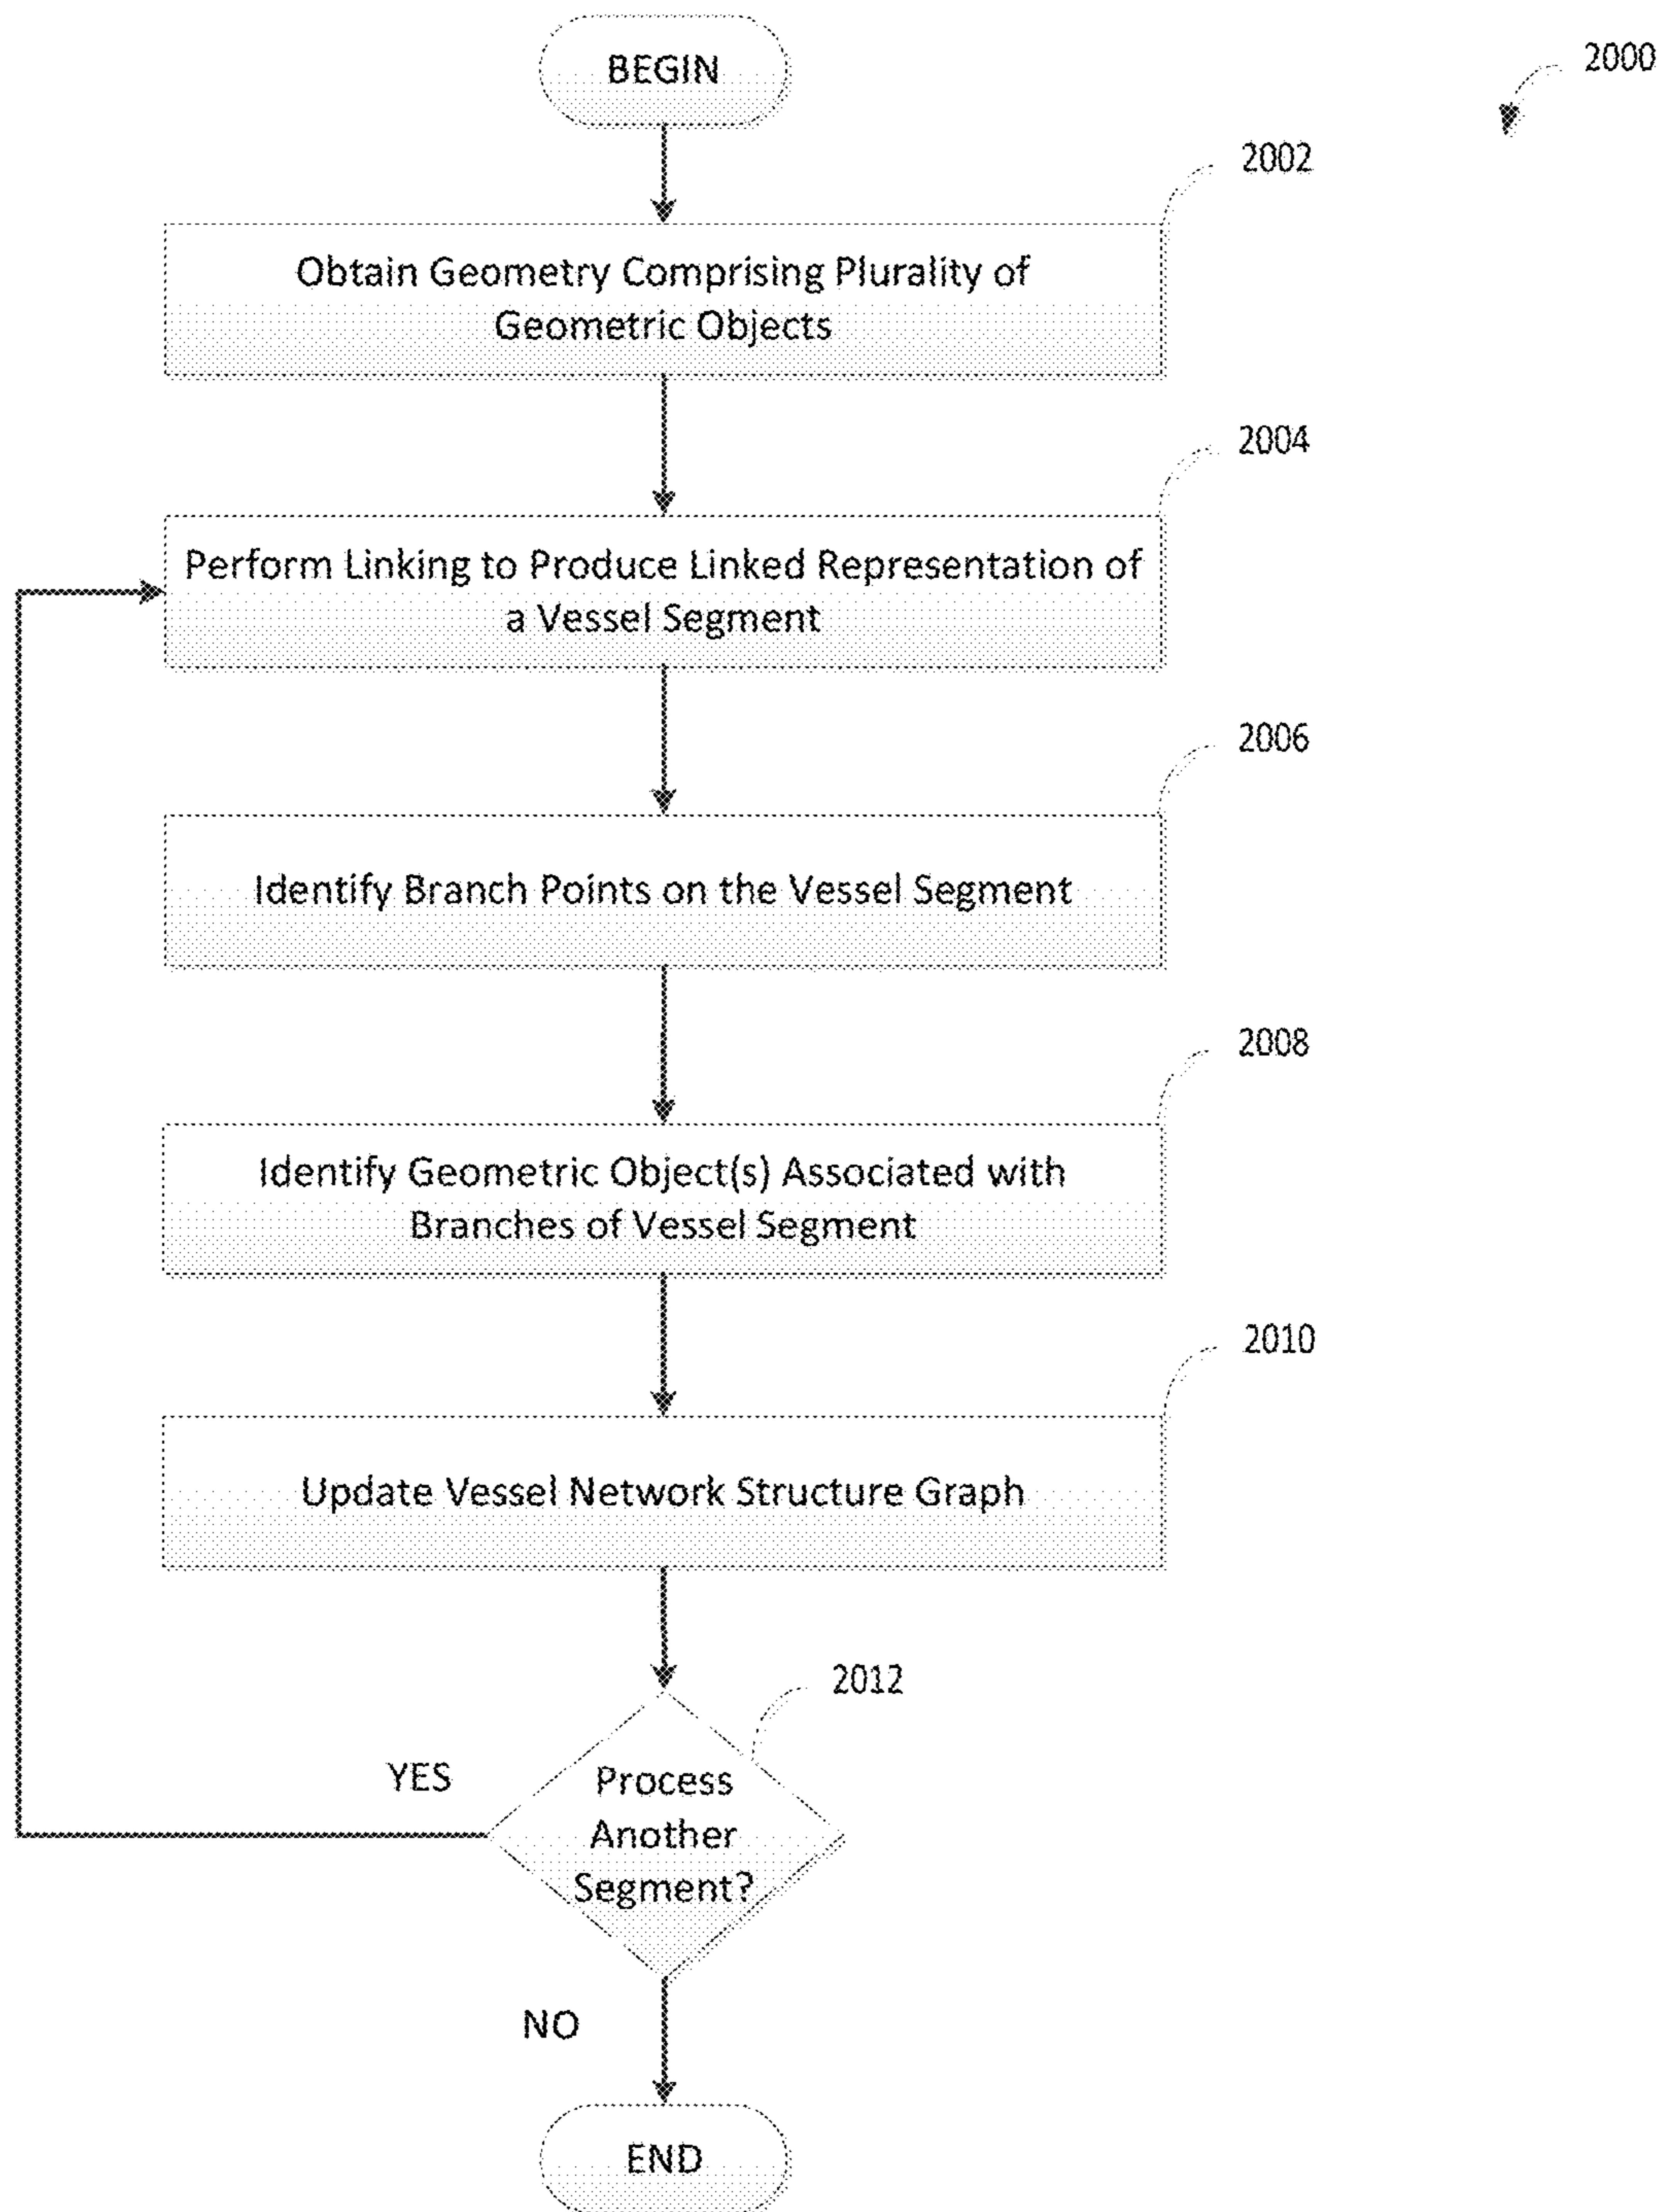 BEGIN
2000
2002
Obtain Geometry Comprising Plurality of
Geometric Objects
2004
Perform Linking to Produce Linked Representation of
a Vessel Segment
2006
Identify Branch Points on the Vessel Segment
2008
Identify Geometric Object(s) Associated with
Branches of Vessel Segment
2010
Update Vessel Network Structure Graph
2012
YES
Process
Another
Segment?
NO
END